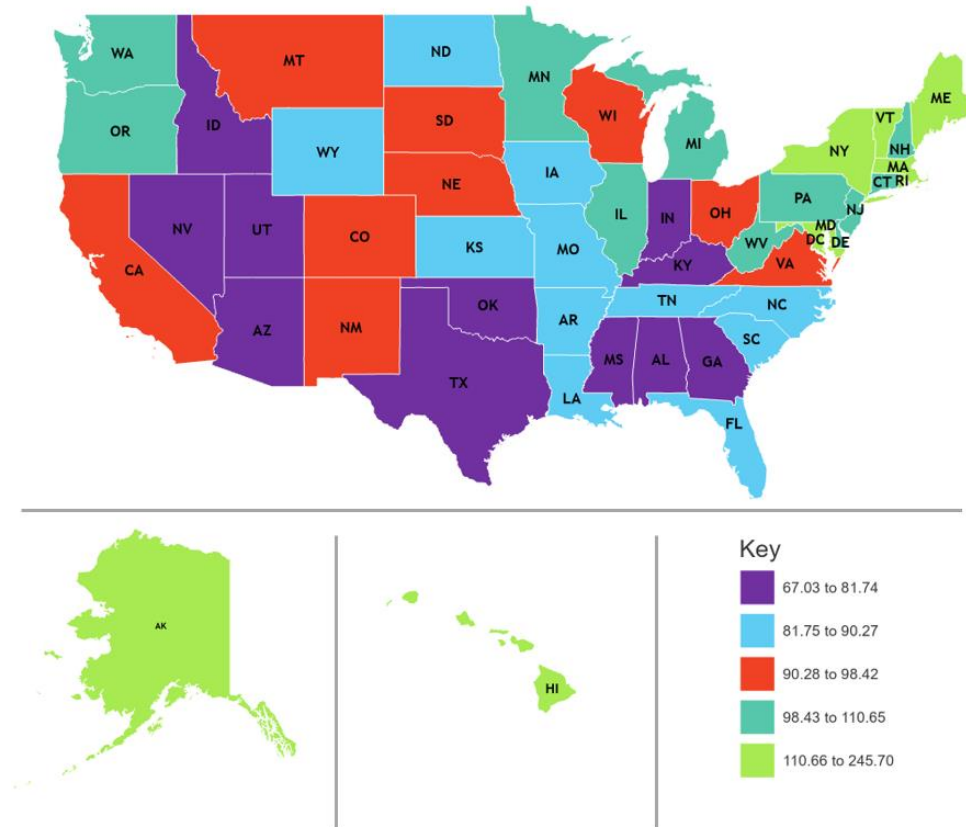 WA
MT
ND
MN
ME
VT
OR
ID
SD
WI
NH
NY
MI
WY
MA
CT RI
IA
NE
PA
NJ
IL
IN
OH
MD
NV
UT
CO
DC DE
WV
KS
MO
VA
CA
KY
TN
NC
OK
AZ
NM
AR
SC
MS
AL
GA
TX
LA
FL
AK
HI
Key
67.03 to 81.74
81.75 to 90.27
90.28 to 98.42
98.43 to 110.65
110.66 to 245.70